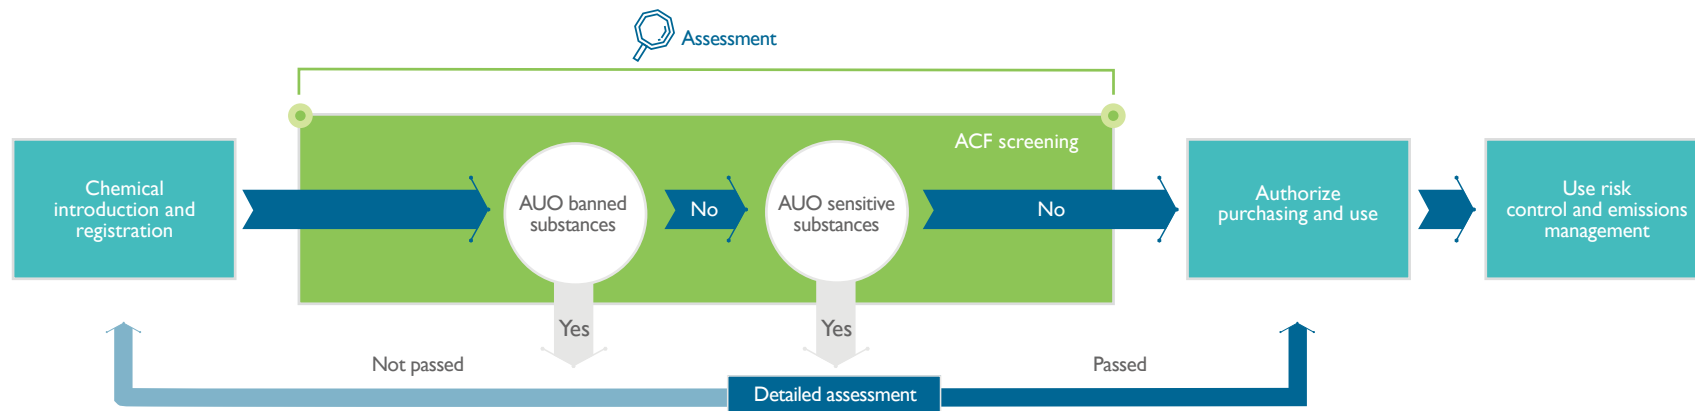 Assessment
ACF screening
Chemical
introduction and
registration
AUO banned
substances
No
AUO sensitive
substances
No
Authorize
purchasing and use
Use risk
control and emissions
management
Yes
Yes
Not passed
Passed
Detailed assessment